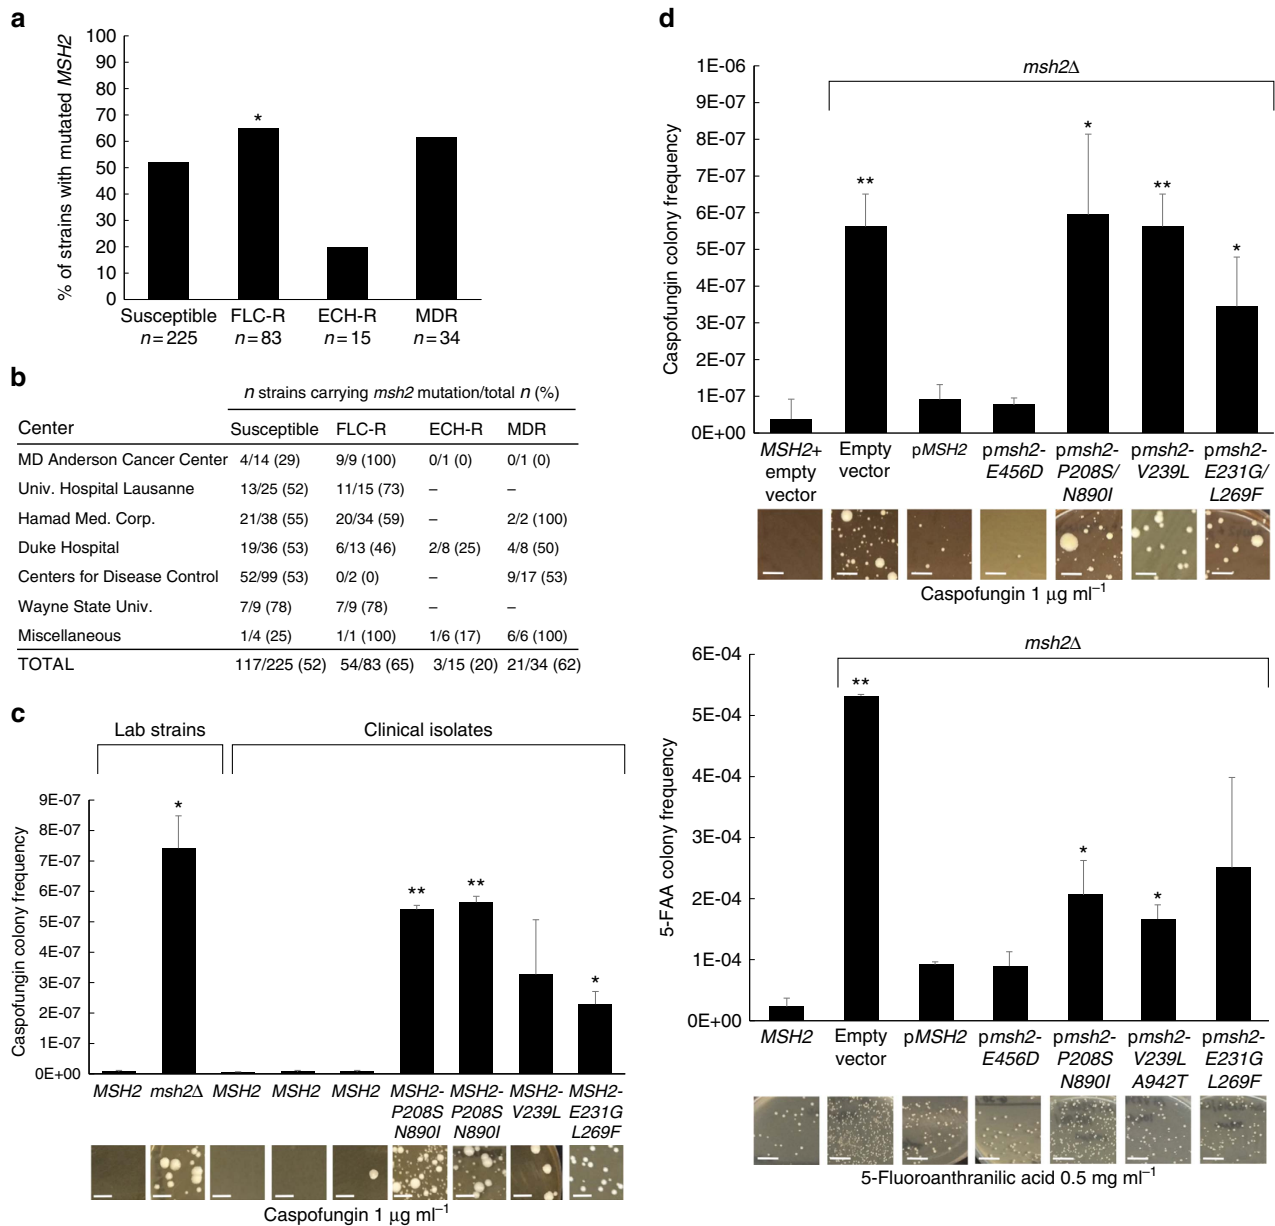 a
% of strains with mutated MSH2
100
90
80
70
60
50
40
30
20
10
0
*
Susceptible FLC-R ECH-R MDR
n=225 n=83 n=15 n=34
b
n strains carrying msh2 mutation/total n (%)
Center Susceptible FLC-R ECH-R MDR
MD Anderson Cancer Center 4/14 (29) 9/9 (100) 0/1 (0) 0/1 (0)
Univ. Hospital Lausanne 13/25 (52) 11/15 (73) – –
Hamad Med. Corp. 21/38 (55) 20/34 (59) – 2/2 (100)
Duke Hospital 19/36 (53) 6/13 (46) 2/8 (25) 4/8 (50)
Centers for Disease Control 52/99 (53) 0/2 (0) – 9/17 (53)
Wayne State Univ. 7/9 (78) 7/9 (78) – –
Miscellaneous 1/4 (25) 1/1 (100) 1/6 (17) 6/6 (100)
TOTAL 117/225 (52) 54/83 (65) 3/15 (20) 21/34 (62)
c
Lab strains Clinical isolates
Caspofungin colony frequency
9E-07
8E-07
7E-07
6E-07
5E-07
4E-07
3E-07
2E-07
1E-07
0E+00
* ** ** *
MSH2 msh2Δ MSH2 MSH2 MSH2 MSH2- MSH2- MSH2- MSH2-
P208S P208S V239L E231G
N890I N890I L269F
Caspofungin 1 μg ml⁻¹
d
msh2Δ
Caspofungin colony frequency
1E-06
9E-07
8E-07
7E-07
6E-07
5E-07
4E-07
3E-07
2E-07
1E-07
0E+00
** * ** *
MSH2+ Empty pMSH2 pmsh2- pmsh2- pmsh2- pmsh2-
empty vector E456D P208S/ V239L E231G/
vector N890I L269F
Caspofungin 1 μg ml⁻¹
msh2Δ
5-FAA colony frequency
6E-04
5E-04
4E-04
3E-04
2E-04
1E-04
0E+00
** * *
MSH2 Empty pMSH2 pmsh2- pmsh2- pmsh2- pmsh2-
vector E456D P208S V239L E231G
N890I A942T L269F
5-Fluoroanthranilic acid 0.5 mg ml⁻¹